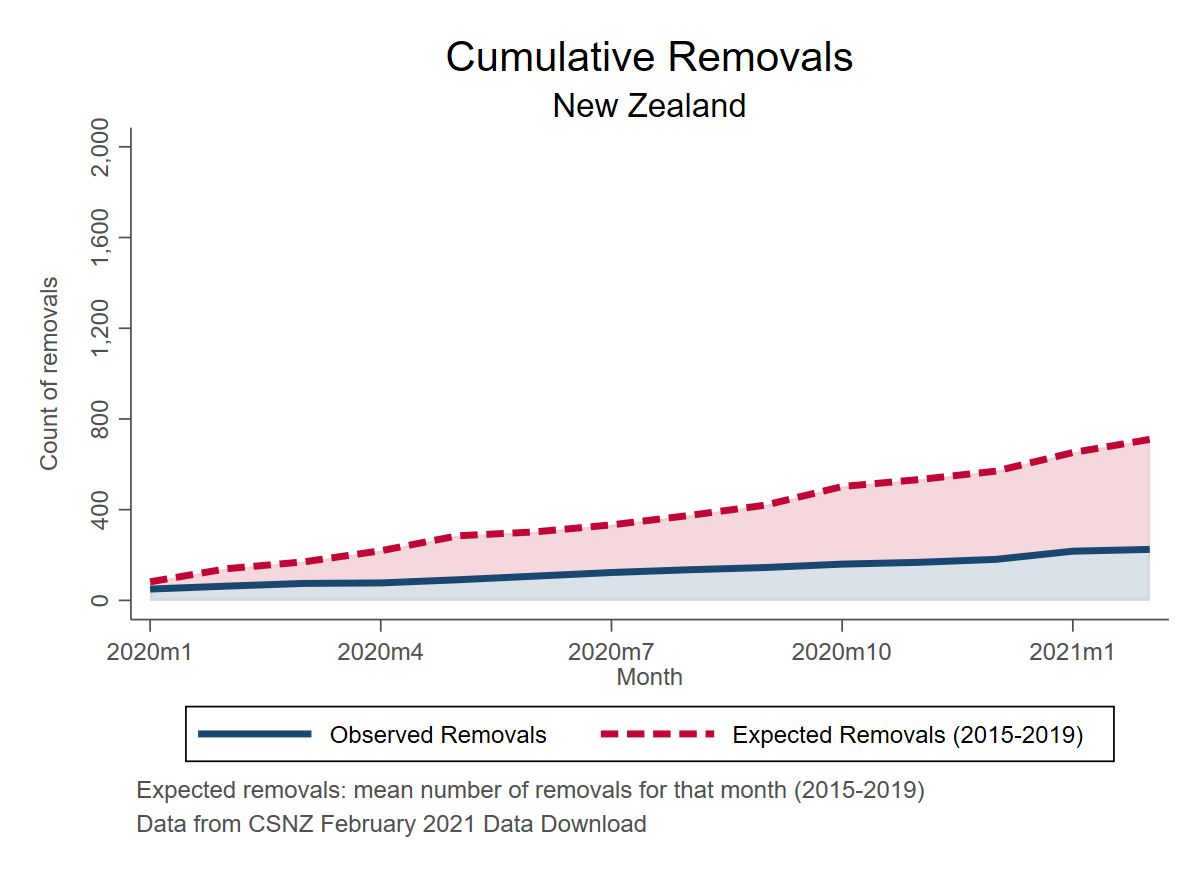 Cumulative Removals
New Zealand
2,000
1,600
1,200
800
400
0
Count of removals
2020m1
2020m4
2020m7
2020m10
2021m1
Month
Observed Removals
Expected Removals (2015-2019)
Expected removals: mean number of removals for that month (2015-2019)
Data from CSNZ February 2021 Data Download